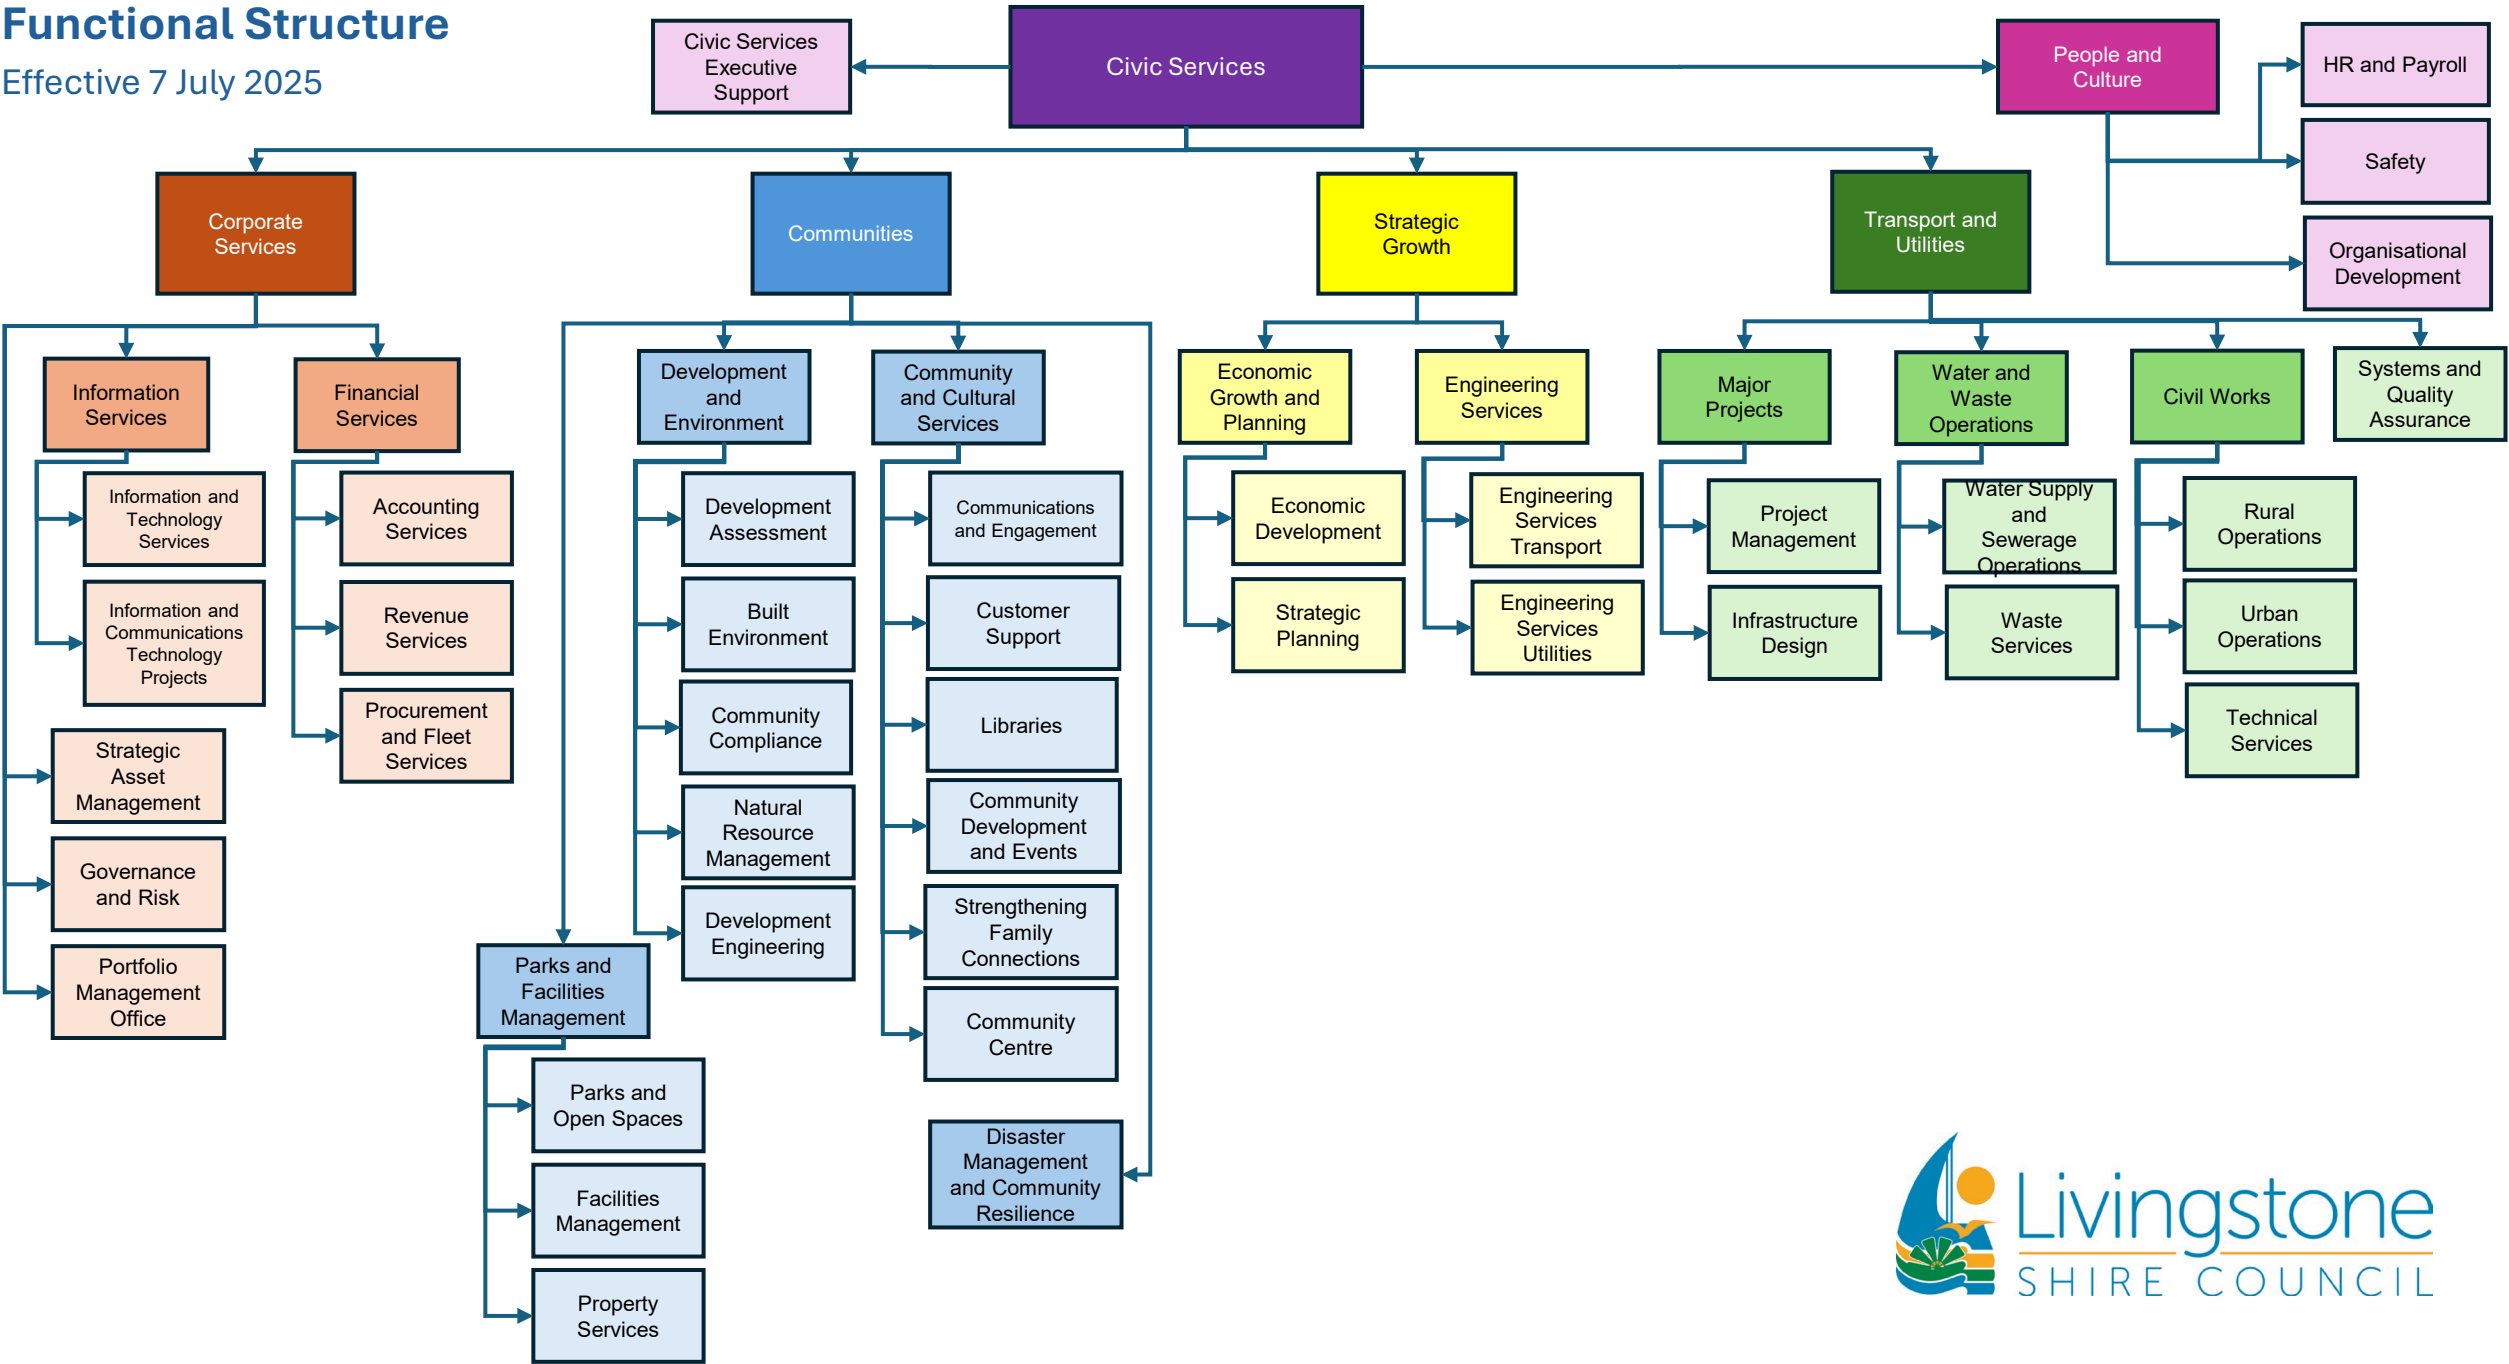 Functional Structure
Effective 7 July 2025
Civic Services
Executive
Support
Civic Services
People and
Culture
HR and Payroll
Safety
Organisational
Development
Corporate
Services
Communities
Strategic
Growth
Transport and
Utilities
Information
Services
Financial
Services
Development
and
Environment
Community
and Cultural
Services
Economic
Growth and
Planning
Engineering
Services
Major
Projects
Water and
Waste
Operations
Civil Works
Systems and
Quality
Assurance
Information and
Technology
Services
Information and
Communications
Technology
Projects
Strategic
Asset
Management
Governance
and Risk
Portfolio
Management
Office
Accounting
Services
Revenue
Services
Procurement
and Fleet
Services
Parks and
Facilities
Management
Parks and
Open Spaces
Facilities
Management
Property
Services
Development
Assessment
Built
Environment
Community
Compliance
Natural
Resource
Management
Development
Engineering
Communications
and Engagement
Customer
Support
Libraries
Community
Development
and Events
Strengthening
Family
Connections
Community
Centre
Disaster
Management
and Community
Resilience
Economic
Development
Strategic
Planning
Engineering
Services
Transport
Engineering
Services
Utilities
Project
Management
Infrastructure
Design
Water Supply
and
Sewerage
Operations
Waste
Services
Rural
Operations
Urban
Operations
Technical
Services
Livingstone
SHIRE COUNCIL